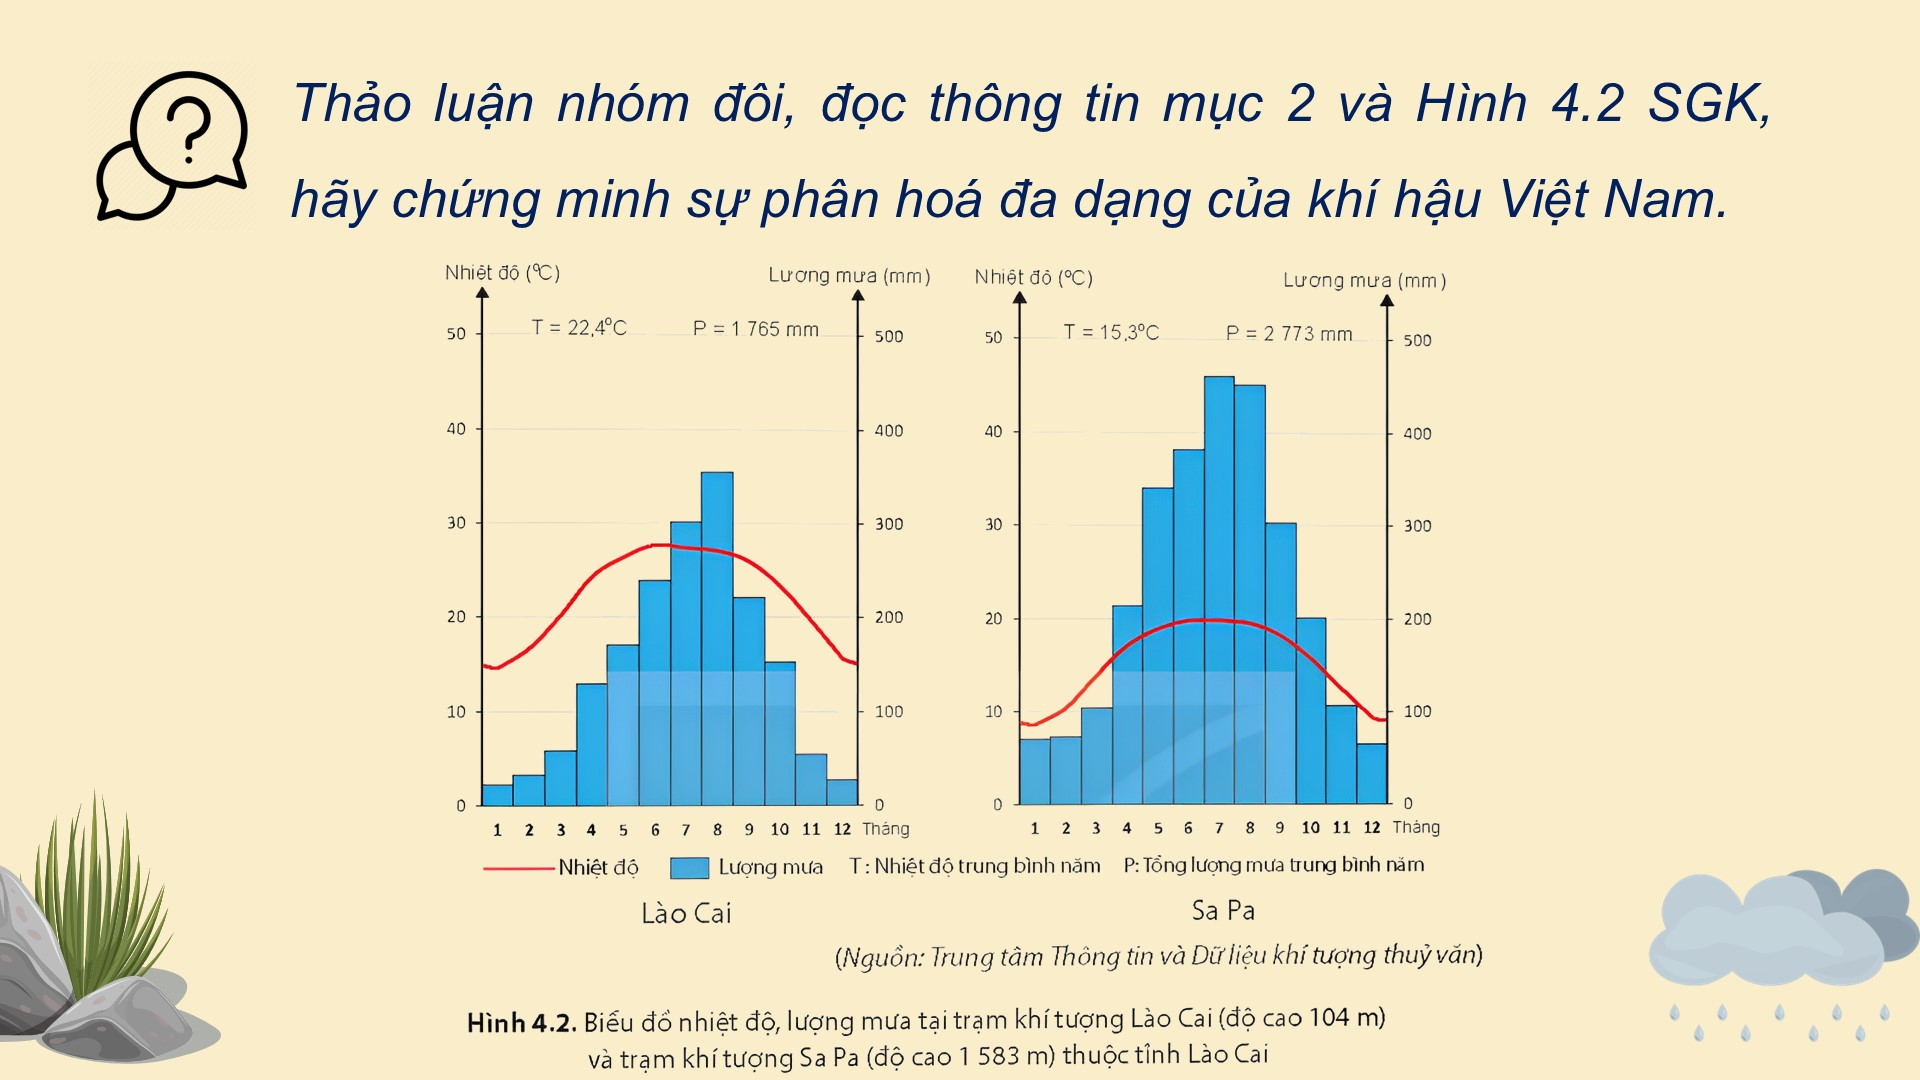 ?
Thảo luận nhóm đôi, đọc thông tin mục 2 và Hình 4.2 SGK,
hãy chứng minh sự phân hoá đa dạng của khí hậu Việt Nam.
Nhiệt độ (ºC)
Lượng mưa (mm)
T = 22,4ºC
P = 1 765 mm
50
40
30
20
10
0
500
400
300
200
100
0
1 2 3 4 5 6 7 8 9 10 11 12 Tháng
Nhiệt độ (ºC)
Lượng mưa (mm)
T = 15,3ºC
P = 2 773 mm
50
40
30
20
10
0
500
400
300
200
100
0
1 2 3 4 5 6 7 8 9 10 11 12 Tháng
Nhiệt độ Lượng mưa T : Nhiệt độ trung bình năm P: Tổng lượng mưa trung bình năm
Lào Cai
Sa Pa
(Nguồn: Trung tâm Thông tin và Dữ liệu khí tượng thuỷ văn)
Hình 4.2. Biểu đồ nhiệt độ, lượng mưa tại trạm khí tượng Lào Cai (độ cao 104 m)
và trạm khí tượng Sa Pa (độ cao 1 583 m) thuộc tỉnh Lào Cai